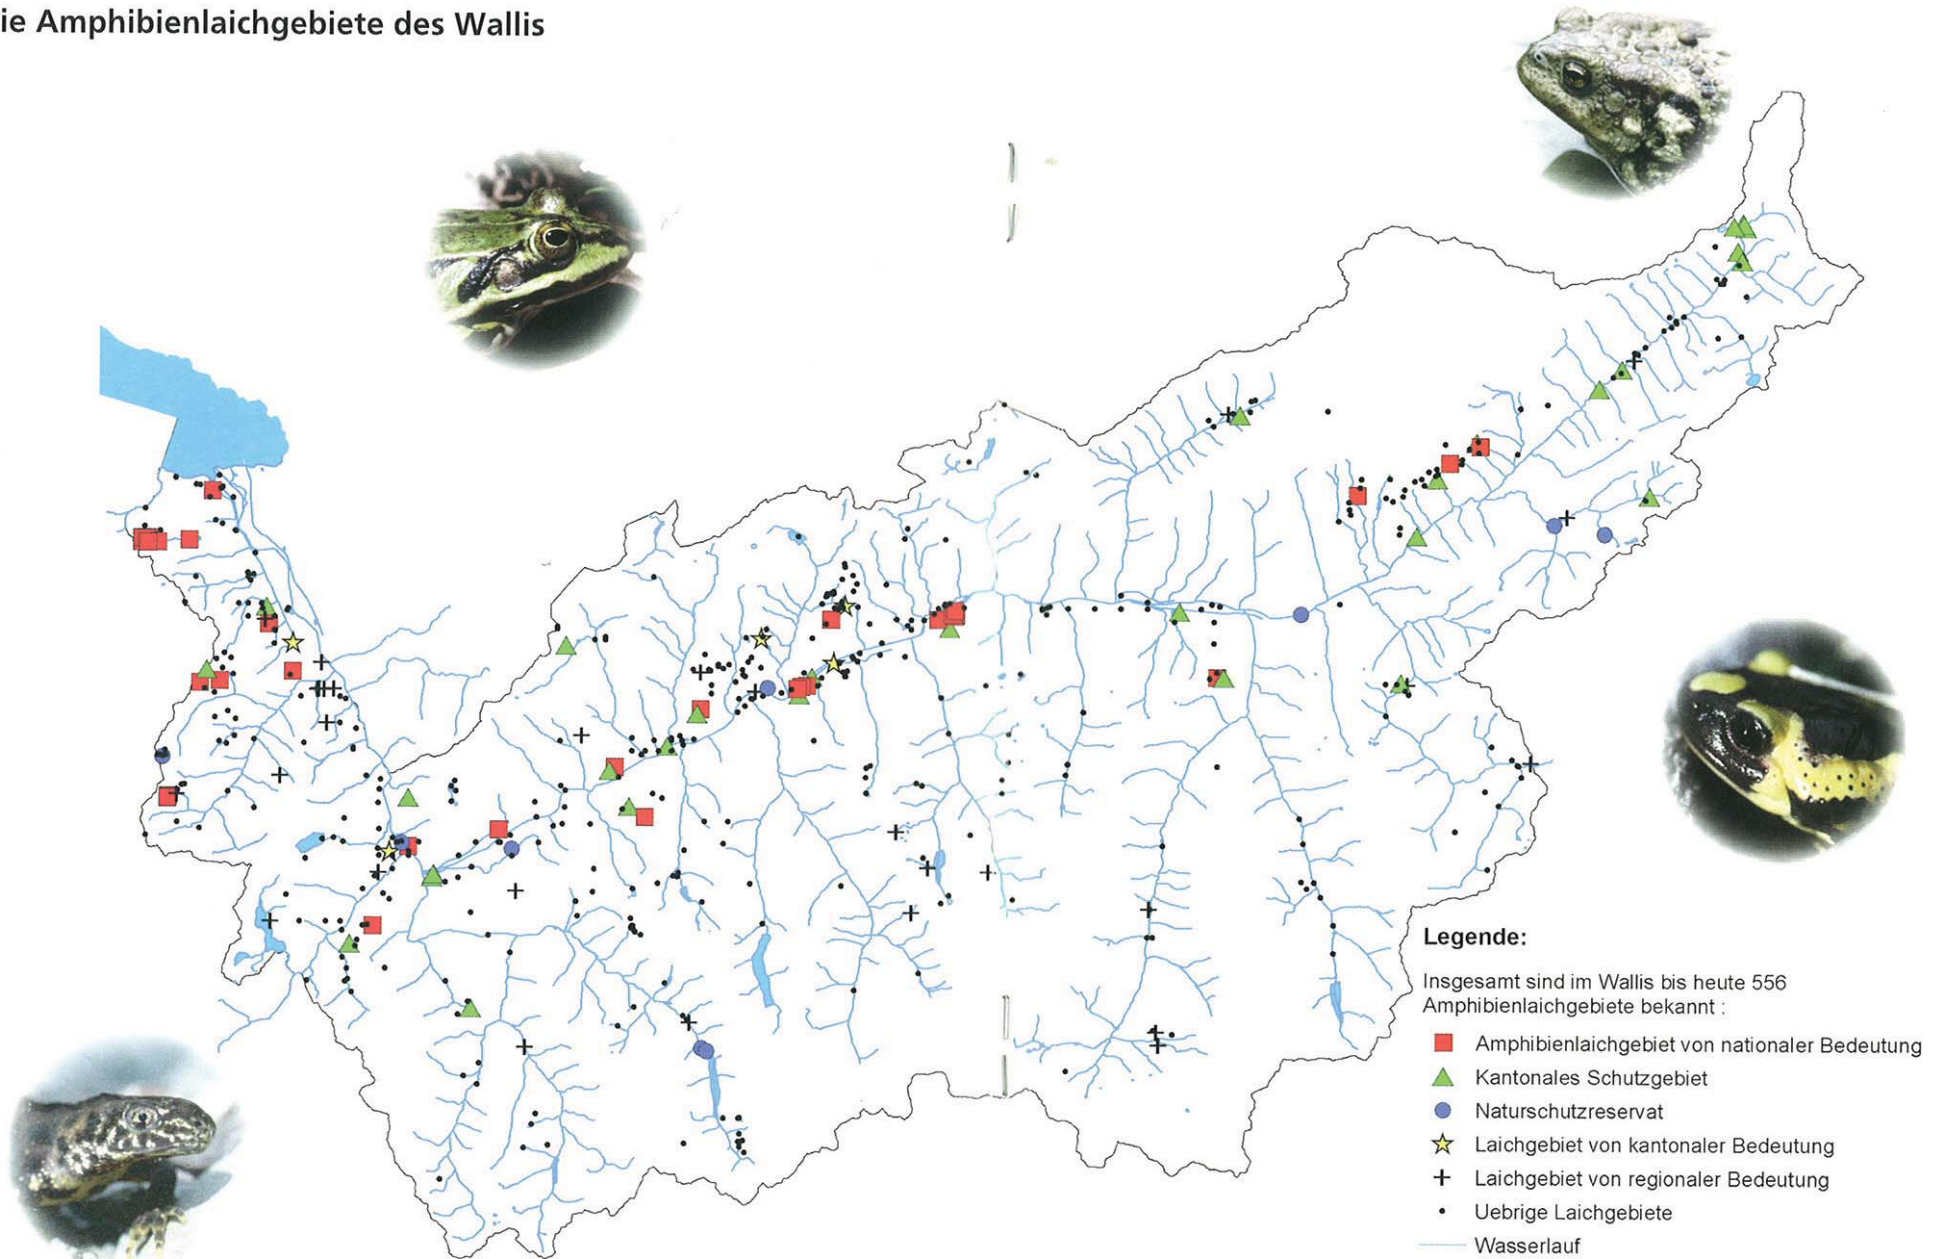 ie Amphibienlaichgebiete des Wallis
Legende:
Insgesamt sind im Wallis bis heute 556
Amphibienlaichgebiete bekannt :
Amphibienlaichgebiet von nationaler Bedeutung
Kantonales Schutzgebiet
Naturschutzreservat
Laichgebiet von kantonaler Bedeutung
Laichgebiet von regionaler Bedeutung
Uebrige Laichgebiete
Wasserlauf